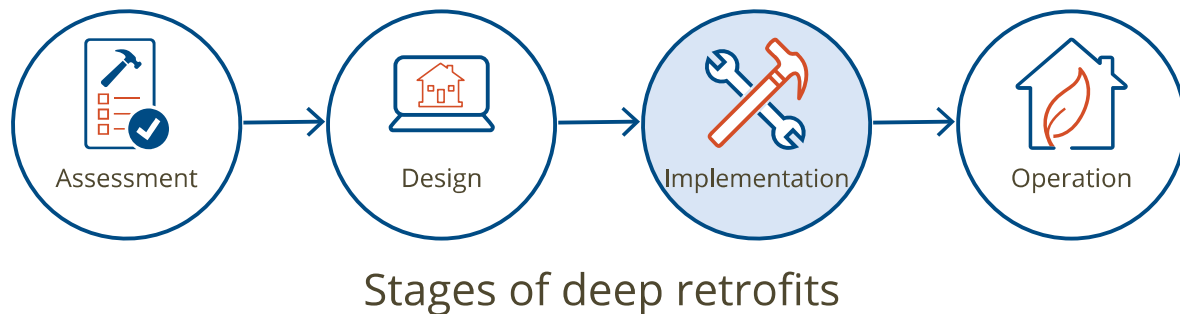 Assessment
Design
Implementation
Operation
Stages of deep retrofits